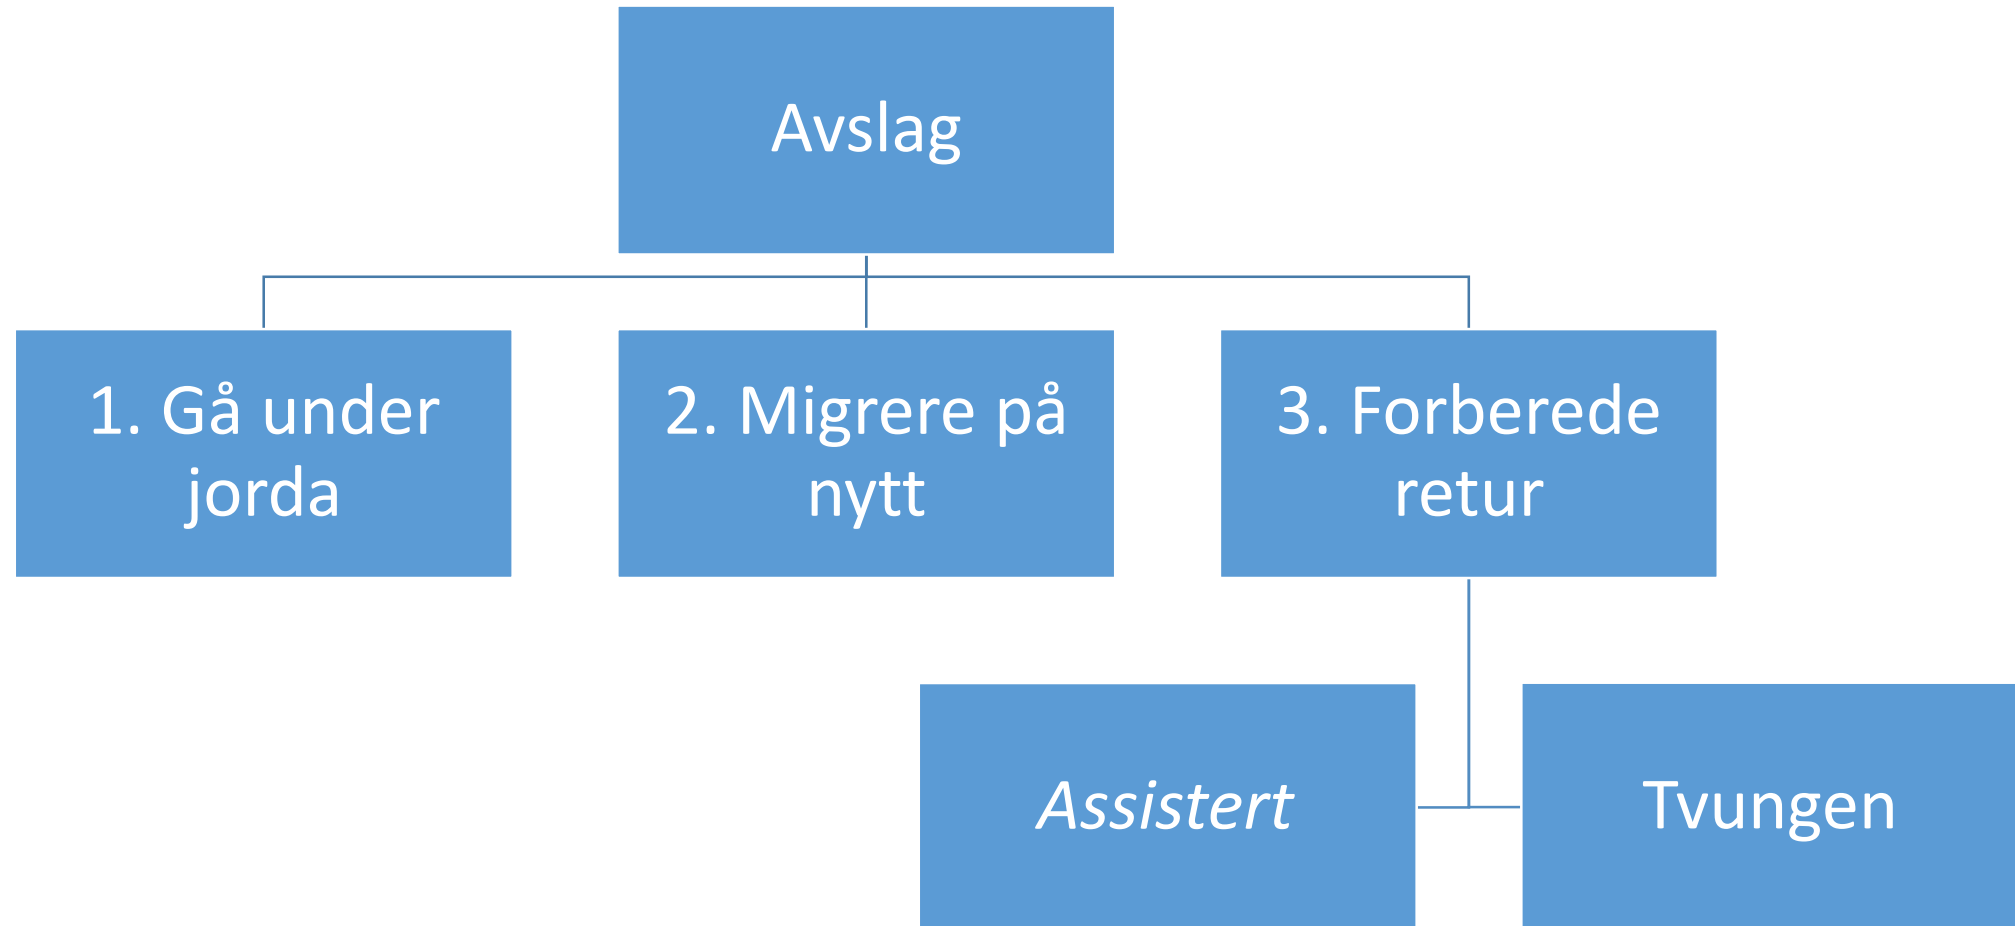 Avslag
1. Gå under
jorda
2. Migrere på
nytt
3. Forberede
retur
Assistert
Tvungen